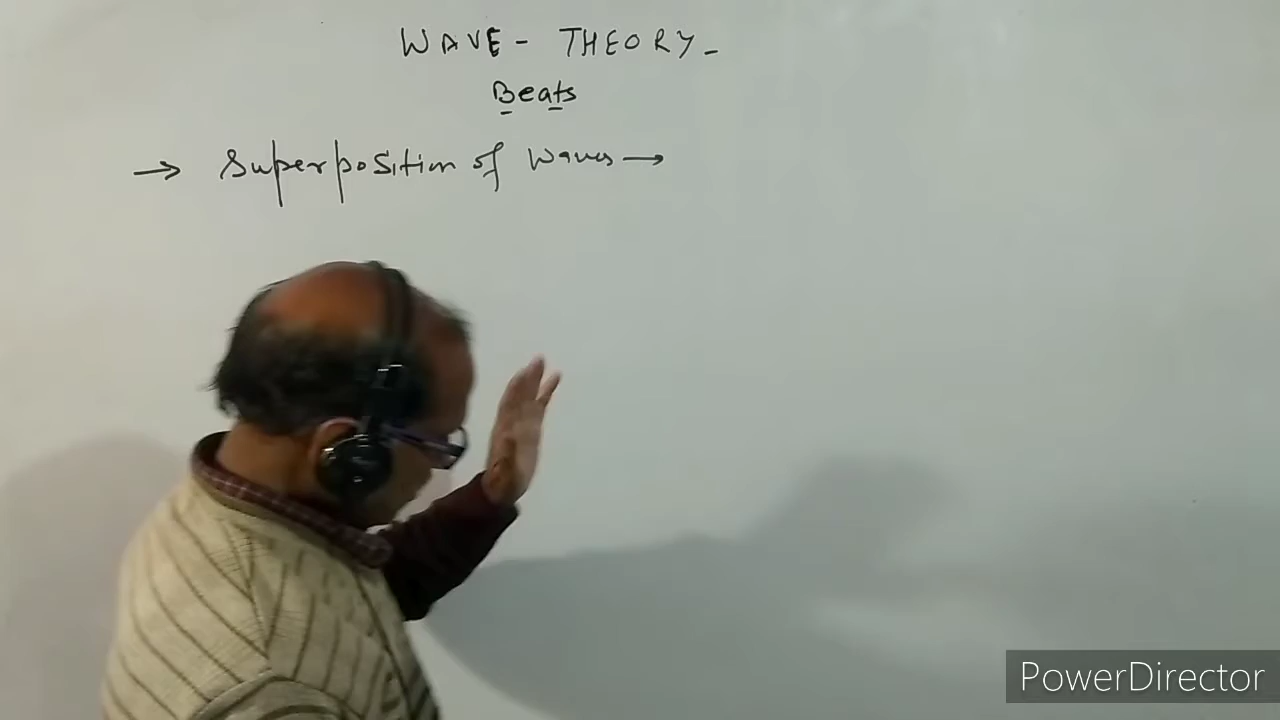 WAVE - THEORY -
Beats
→ Superposition of waves →
PowerDirector